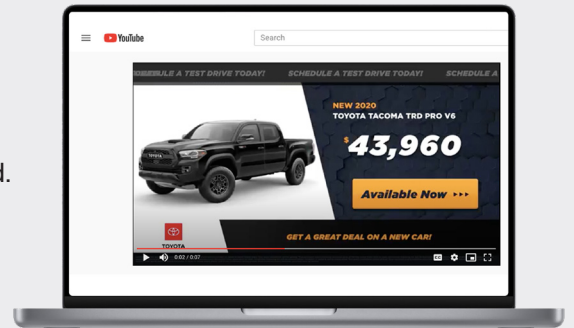 YouTube
Search
SCHEDULE A TEST DRIVE TODAY! SCHEDULE A TEST DRIVE TODAY! SCHEDULE A
NEW 2020
TOYOTA TACOMA TRD PRO V6
$43,960
Available Now
TOYOTA
GET A GREAT DEAL ON A NEW CAR!
0:02 / 0:07
CC
d.